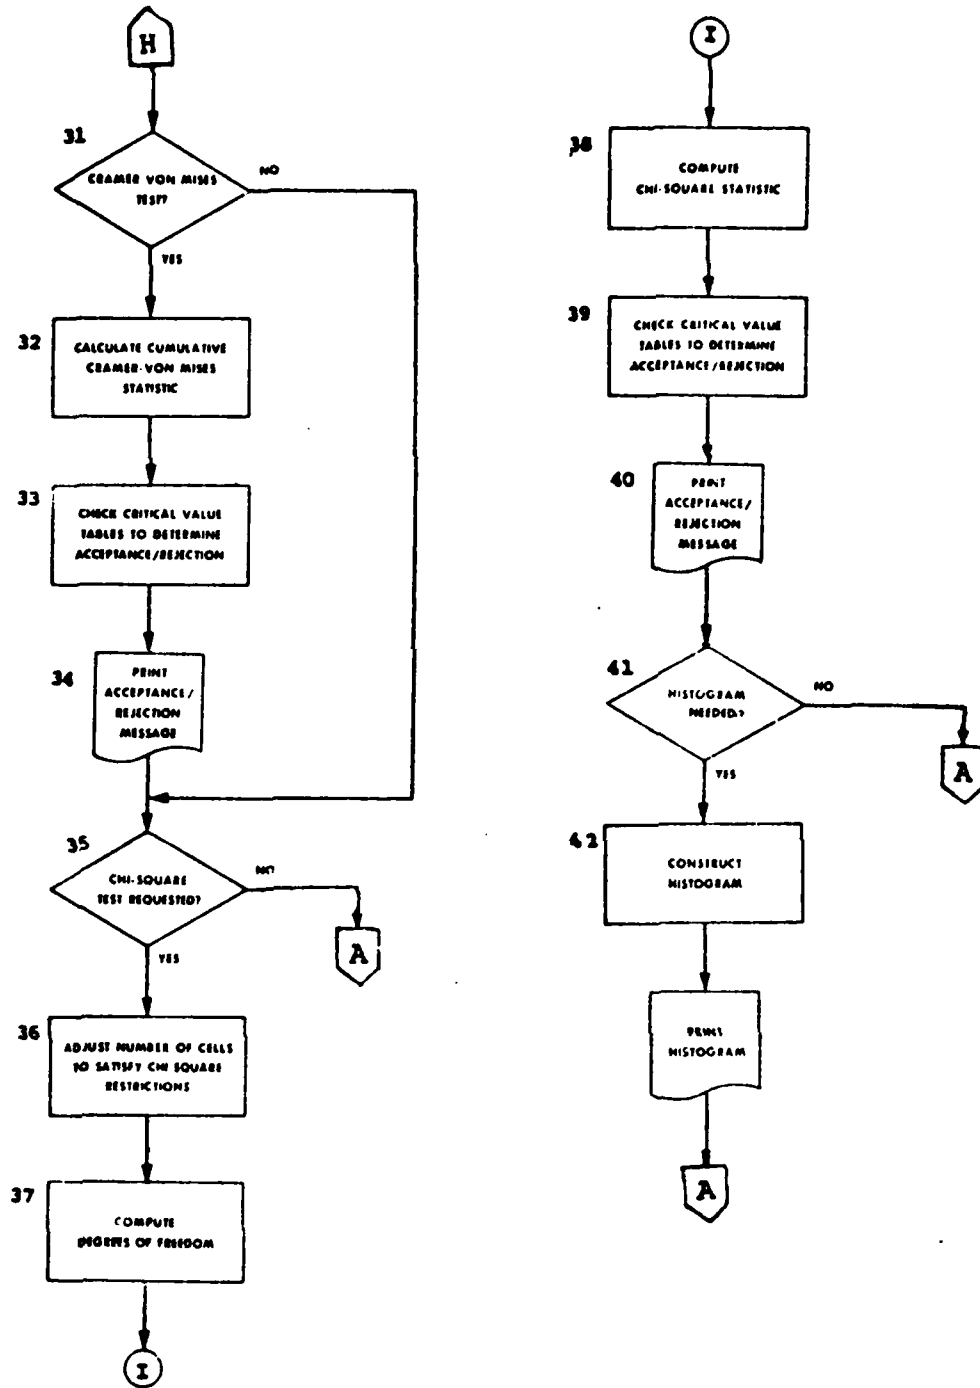 H
31
CRAMER VON MISES
TEST?
NO
YES
32
CALCULATE CUMULATIVE
CRAMER-VON MISES
STATISTIC
33
CHECK CRITICAL VALUE
TABLES TO DETERMINE
ACCEPTANCE/REJECTION
34
PRINT
ACCEPTANCE/
REJECTION
MESSAGE
35
CHI-SQUARE
TEST REQUESTED?
NO
A
YES
36
ADJUST NUMBER OF CELLS
TO SATISFY CHI SQUARE
RESTRICTIONS
37
COMPUTE
DEGREES OF FREEDOM
I
I
38
COMPUTE
CHI-SQUARE STATISTIC
39
CHECK CRITICAL VALUE
TABLES TO DETERMINE
ACCEPTANCE/REJECTION
40
PRINT
ACCEPTANCE/
REJECTION
MESSAGE
41
HISTOGRAM
NEEDED?
NO
A
YES
42
CONSTRUCT
HISTOGRAM
PRINT
HISTOGRAM
A